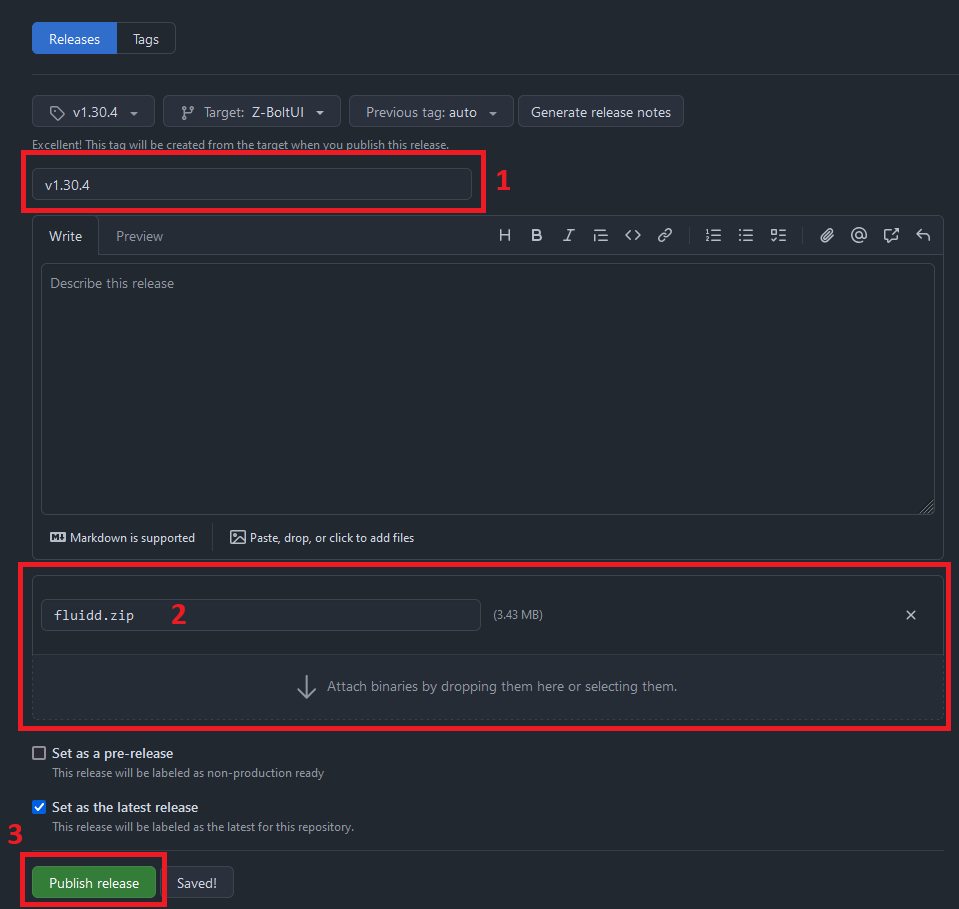 Releases Tags
v1.30.4 Target: Z-BoltUI Previous tag: auto Generate release notes
Excellent! This tag will be created from the target when you publish this release.
v1.30.4 1
Write Preview H B I
Describe this release
Markdown is supported Paste, drop, or click to add files
fluidd.zip 2 (3.43 MB)
Attach binaries by dropping them here or selecting them.
Set as a pre-release
This release will be labeled as non-production ready
Set as the latest release
This release will be labeled as the latest for this repository.
3
Publish release Saved!